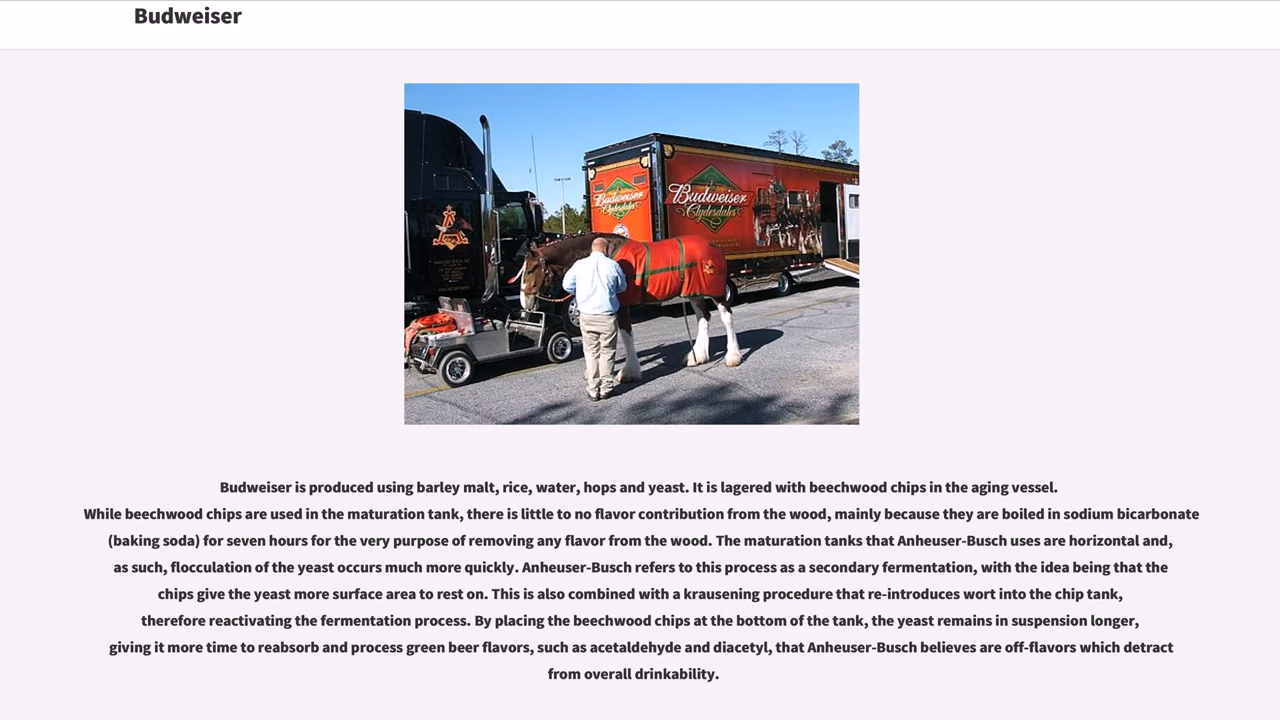 Budweiser
Budweiser
Clydesdales
Budweiser
Clydesdales
Budweiser is produced using barley malt, rice, water, hops and yeast. It is lagered with beechwood chips in the aging vessel.
While beechwood chips are used in the maturation tank, there is little to no flavor contribution from the wood, mainly because they are boiled in sodium bicarbonate
(baking soda) for seven hours for the very purpose of removing any flavor from the wood. The maturation tanks that Anheuser-Busch uses are horizontal and,
as such, flocculation of the yeast occurs much more quickly. Anheuser-Busch refers to this process as a secondary fermentation, with the idea being that the
chips give the yeast more surface area to rest on. This is also combined with a krausening procedure that re-introduces wort into the chip tank,
therefore reactivating the fermentation process. By placing the beechwood chips at the bottom of the tank, the yeast remains in suspension longer,
giving it more time to reabsorb and process green beer flavors, such as acetaldehyde and diacetyl, that Anheuser-Busch believes are off-flavors which detract
from overall drinkability.